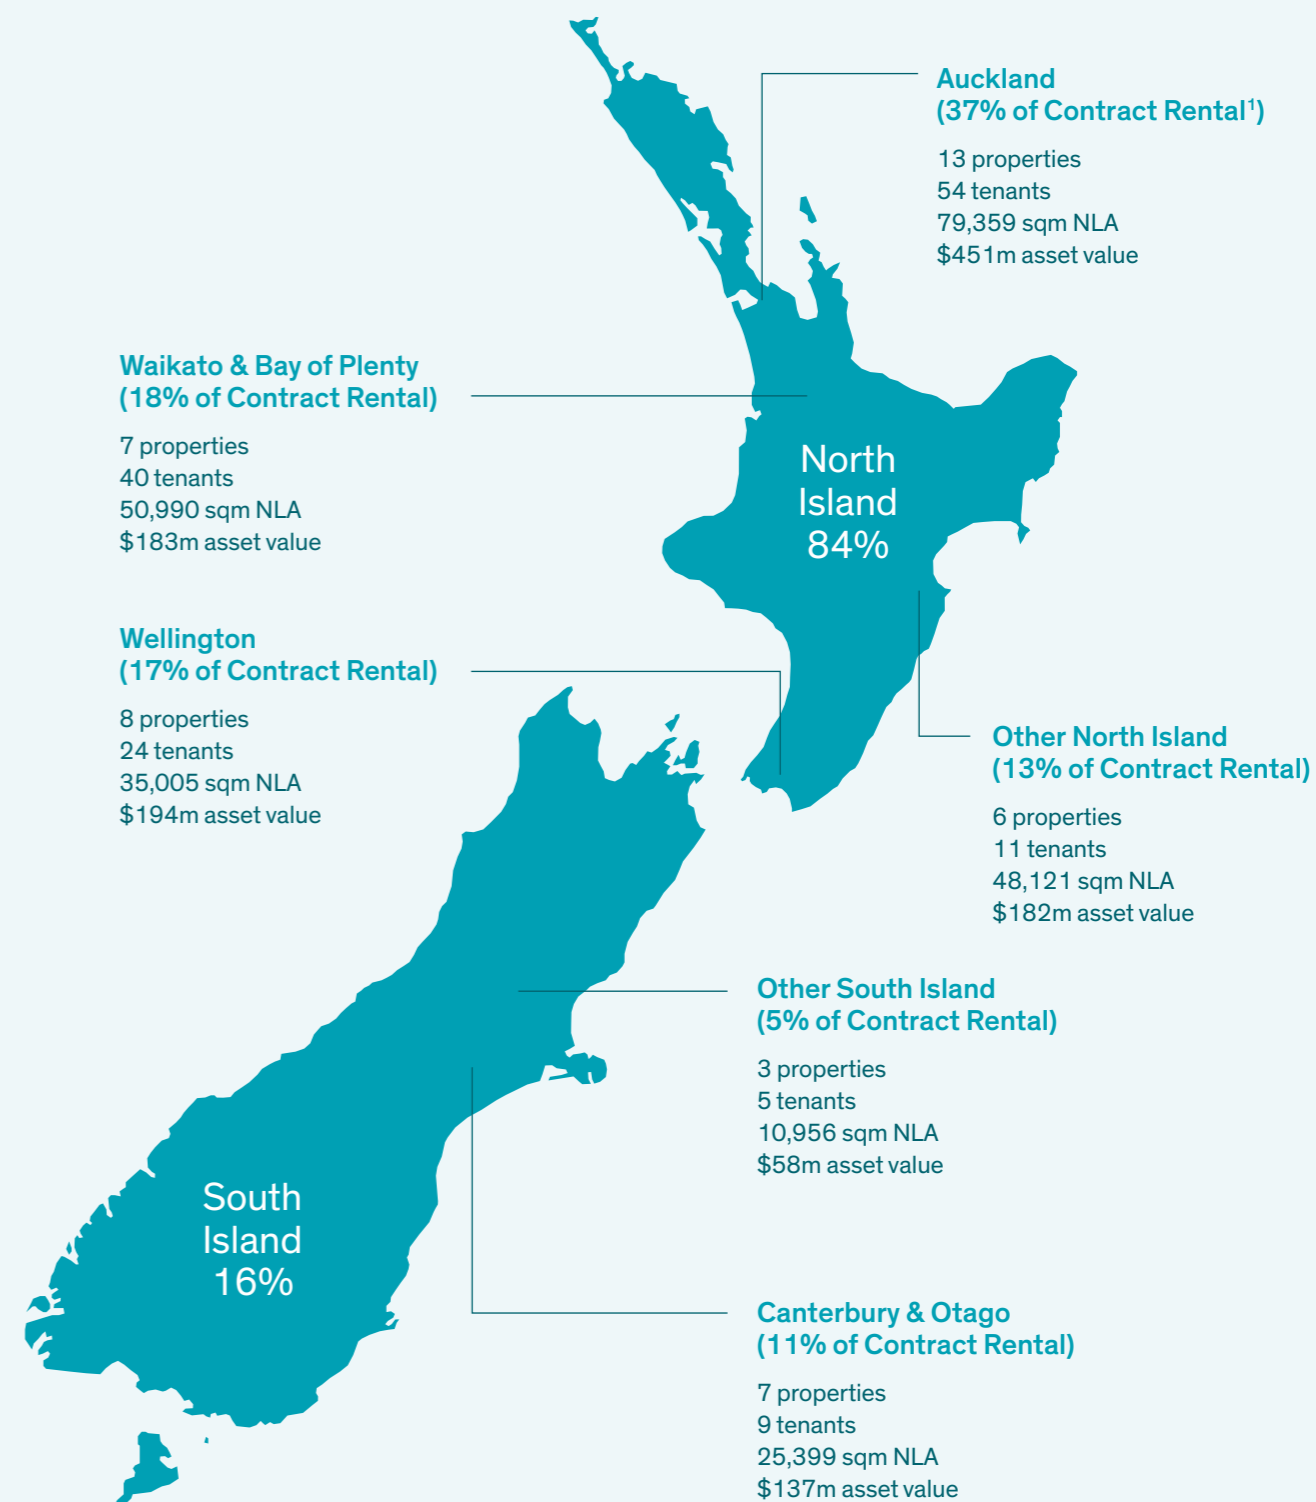 Auckland
(37% of Contract Rental¹)
13 properties
54 tenants
79,359 sqm NLA
$451m asset value
Waikato & Bay of Plenty
(18% of Contract Rental)
7 properties
40 tenants
50,990 sqm NLA
$183m asset value
North
Island
84%
Wellington
(17% of Contract Rental)
8 properties
24 tenants
35,005 sqm NLA
$194m asset value
Other North Island
(13% of Contract Rental)
6 properties
11 tenants
48,121 sqm NLA
$182m asset value
Other South Island
(5% of Contract Rental)
3 properties
5 tenants
10,956 sqm NLA
$58m asset value
South
Island
16%
Canterbury & Otago
(11% of Contract Rental)
7 properties
9 tenants
25,399 sqm NLA
$137m asset value